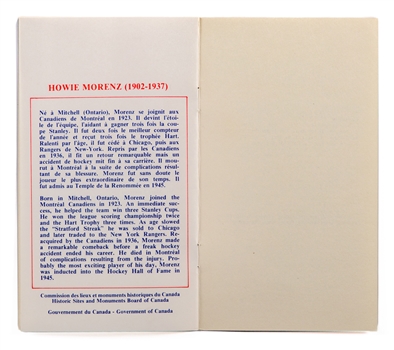 HOWIE MORENZ (1902-1937)
Né à Mitchell (Ontario), Morenz se joignit aux
Canadiens de Montréal en 1923. Il devint l'étoi-
le de l'équipe, l'aidant à gagner trois fois la cou-
pe Stanley. Il fut deux fois le meilleur compteur
de l'année et reçut trois fois le trophée Hart.
Ralenti par l'âge, il fut cédé à Chicago, puis aux
Rangers de New-York. Repris par les Canadiens
en 1936, il fit un retour remarquable mais un
accident de hockey mit fin à sa carrière. Il mou-
rut à Montréal à la suite de complications résul-
tant de sa blessure. Morenz fut sans doute le
joueur le plus extraordinaire de son temps. Il
fut admis au Temple de la Renommée en 1945.
Born in Mitchell, Ontario, Morenz joined the
Montreal Canadiens in 1923. An immediate suc-
cess, he helped the team win three Stanley Cups.
He won the league scoring championship twice
and the Hart Trophy three times. As age slowed
the "Stratford Streak" he was sold to Chicago
and later traded to the New York Rangers. Re-
acquired by the Canadiens in 1936, Morenz made
a remarkable comeback before a freak hockey
accident ended his career. He died in Montreal
of complications resulting from the injury. Prob-
ably the most exciting player of his day, Morenz
was inducted into the Hockey Hall of Fame in
1945.
Commission des lieux et monuments historiques du Canada
Historic Sites and Monuments Board of Canada
Gouvernement du Canada - Government of Canada